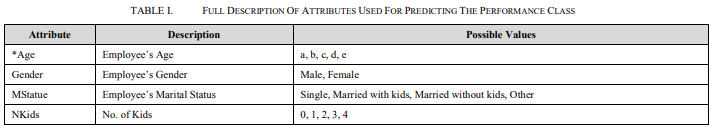 TABLE I. FULL DESCRIPTION OF ATTRIBUTES USED FOR PREDICTING THE PERFORMANCE CLASS
Attribute Description Possible Values
*Age Employee's Age a, b, c, d, e
Gender Employee's Gender Male, Female
MStatue Employee's Marital Status Single, Married with kids, Married without kids, Other
NKids No. of Kids 0, 1, 2, 3, 4